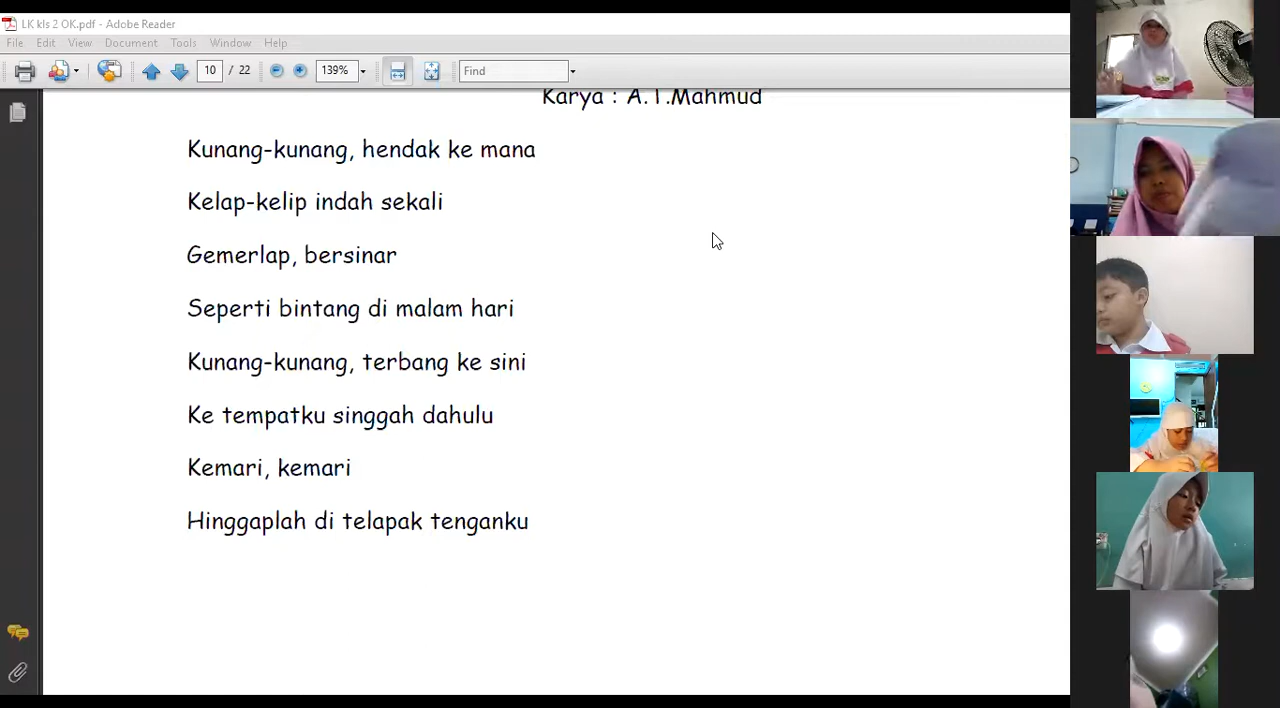 LK kls 2 OK.pdf - Adobe Reader
File Edit View Document Tools Window Help
10 / 22 139% Find
Karya : A.T.Mahmud
Kunang-kunang, hendak ke mana
Kelap-kelip indah sekali
Gemerlap, bersinar
Seperti bintang di malam hari
Kunang-kunang, terbang ke sini
Ke tempatku singgah dahulu
Kemari, kemari
Hinggaplah di telapak tenganku